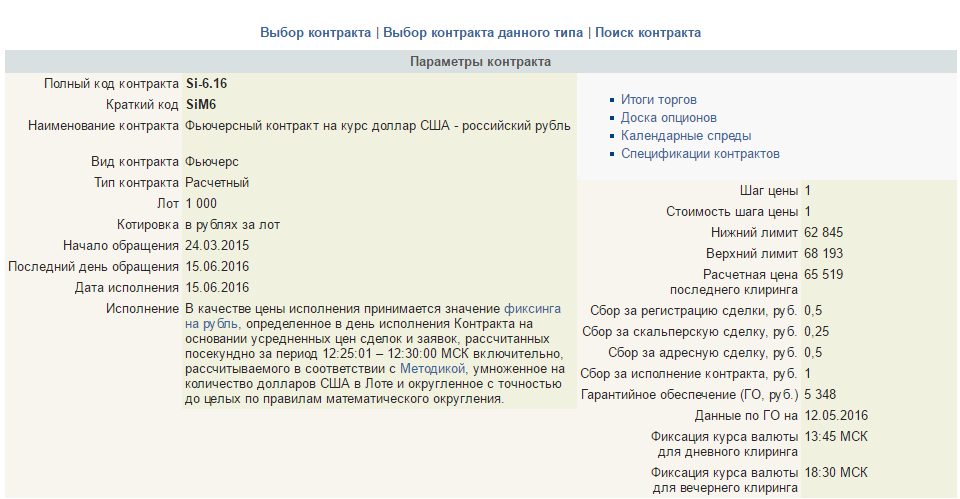 Выбор контракта | Выбор контракта данного типа | Поиск контракта
Параметры контракта
Полный код контракта Si-6.16
Краткий код SiM6
Наименование контракта Фьючерсный контракт на курс доллар США - российский рубль
Вид контракта Фьючерс
Тип контракта Расчетный
Лот 1 000
Котировка в рублях за лот
Начало обращения 24.03.2015
Последний день обращения 15.06.2016
Дата исполнения 15.06.2016
Исполнение В качестве цены исполнения принимается значение фиксинга
на рубль, определенное в день исполнения Контракта на
основании усредненных цен сделок и заявок, рассчитанных
посекундно за период 12:25:01 – 12:30:00 МСК включительно,
рассчитываемого в соответствии с Методикой, умноженное на
количество долларов США в Лоте и округленное с точностью
до целых по правилам математического округления.
Итоги торгов
Доска опционов
Календарные спреды
Спецификации контрактов
Шаг цены 1
Стоимость шага цены 1
Нижний лимит 62 845
Верхний лимит 68 193
Расчетная цена 65 519
последнего клиринга
Сбор за регистрацию сделки, руб. 0,5
Сбор за скальперскую сделку, руб. 0,25
Сбор за адресную сделку, руб. 0,5
Сбор за исполнение контракта, руб. 1
Гарантийное обеспечение (ГО, руб.) 5 348
Данные по ГО на 12.05.2016
Фиксация курса валюты 13:45 МСК
для дневного клиринга
Фиксация курса валюты 18:30 МСК
для вечернего клиринга